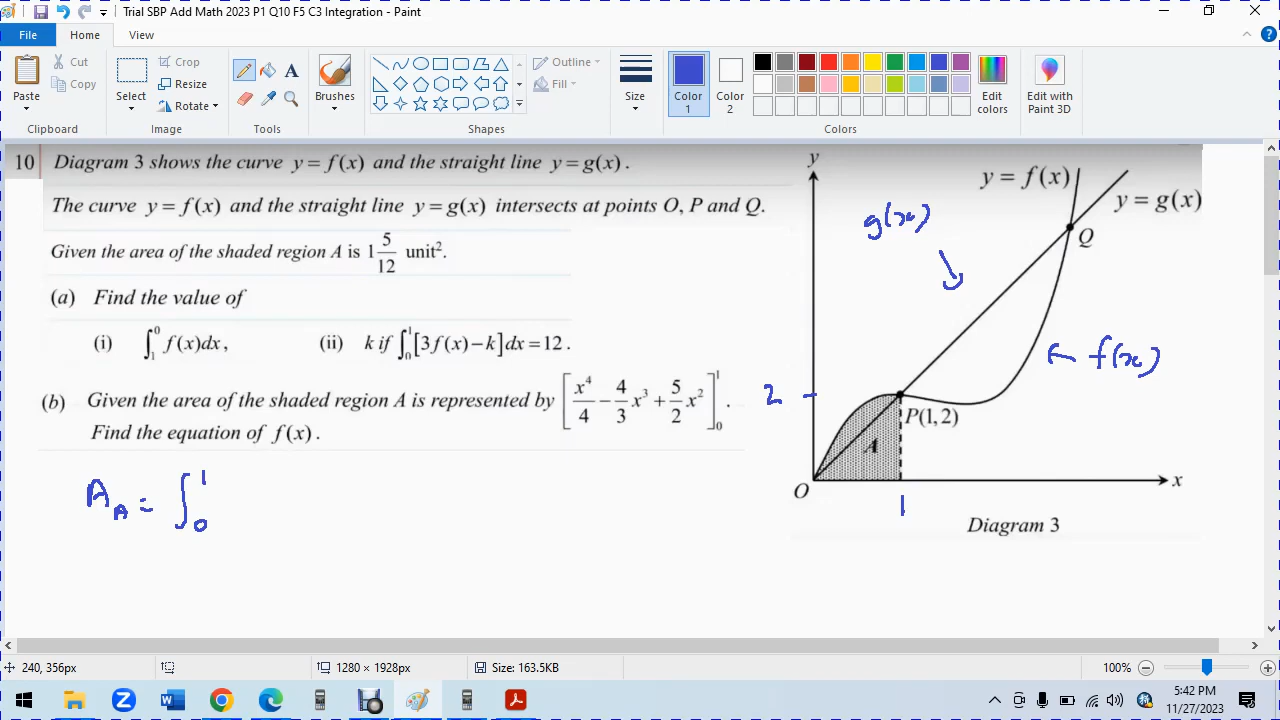 Trial SBP Add Math 2023 P1 Q10 F5 C3 Integration - Paint
File Home View
Paste Cut Copy Clipboard
Select Crop Resize Rotate Image
Tools
Brushes
Outline Fill Shapes
Size
Color 1 Color 2 Edit colors Colors
Edit with Paint 3D
10 Diagram 3 shows the curve y = f(x) and the straight line y = g(x).
The curve y = f(x) and the straight line y = g(x) intersects at points O, P and Q.
Given the area of the shaded region A is 1 5/12 unit².
(a) Find the value of
(i) ∫₁⁰ f(x)dx, (ii) k if ∫₀¹ [3f(x) − k]dx = 12.
(b) Given the area of the shaded region A is represented by [x⁴/4 − 4/3 x³ + 5/2 x²]₀¹.
Find the equation of f(x).
A_A = ∫₀¹
y
y = f(x)
y = g(x)
g(x)
Q
f(x)
2
P(1,2)
A
O
x
1
Diagram 3
240, 356px 1280 × 1928px Size: 163.5KB 100%
5:42 PM
11/27/2023